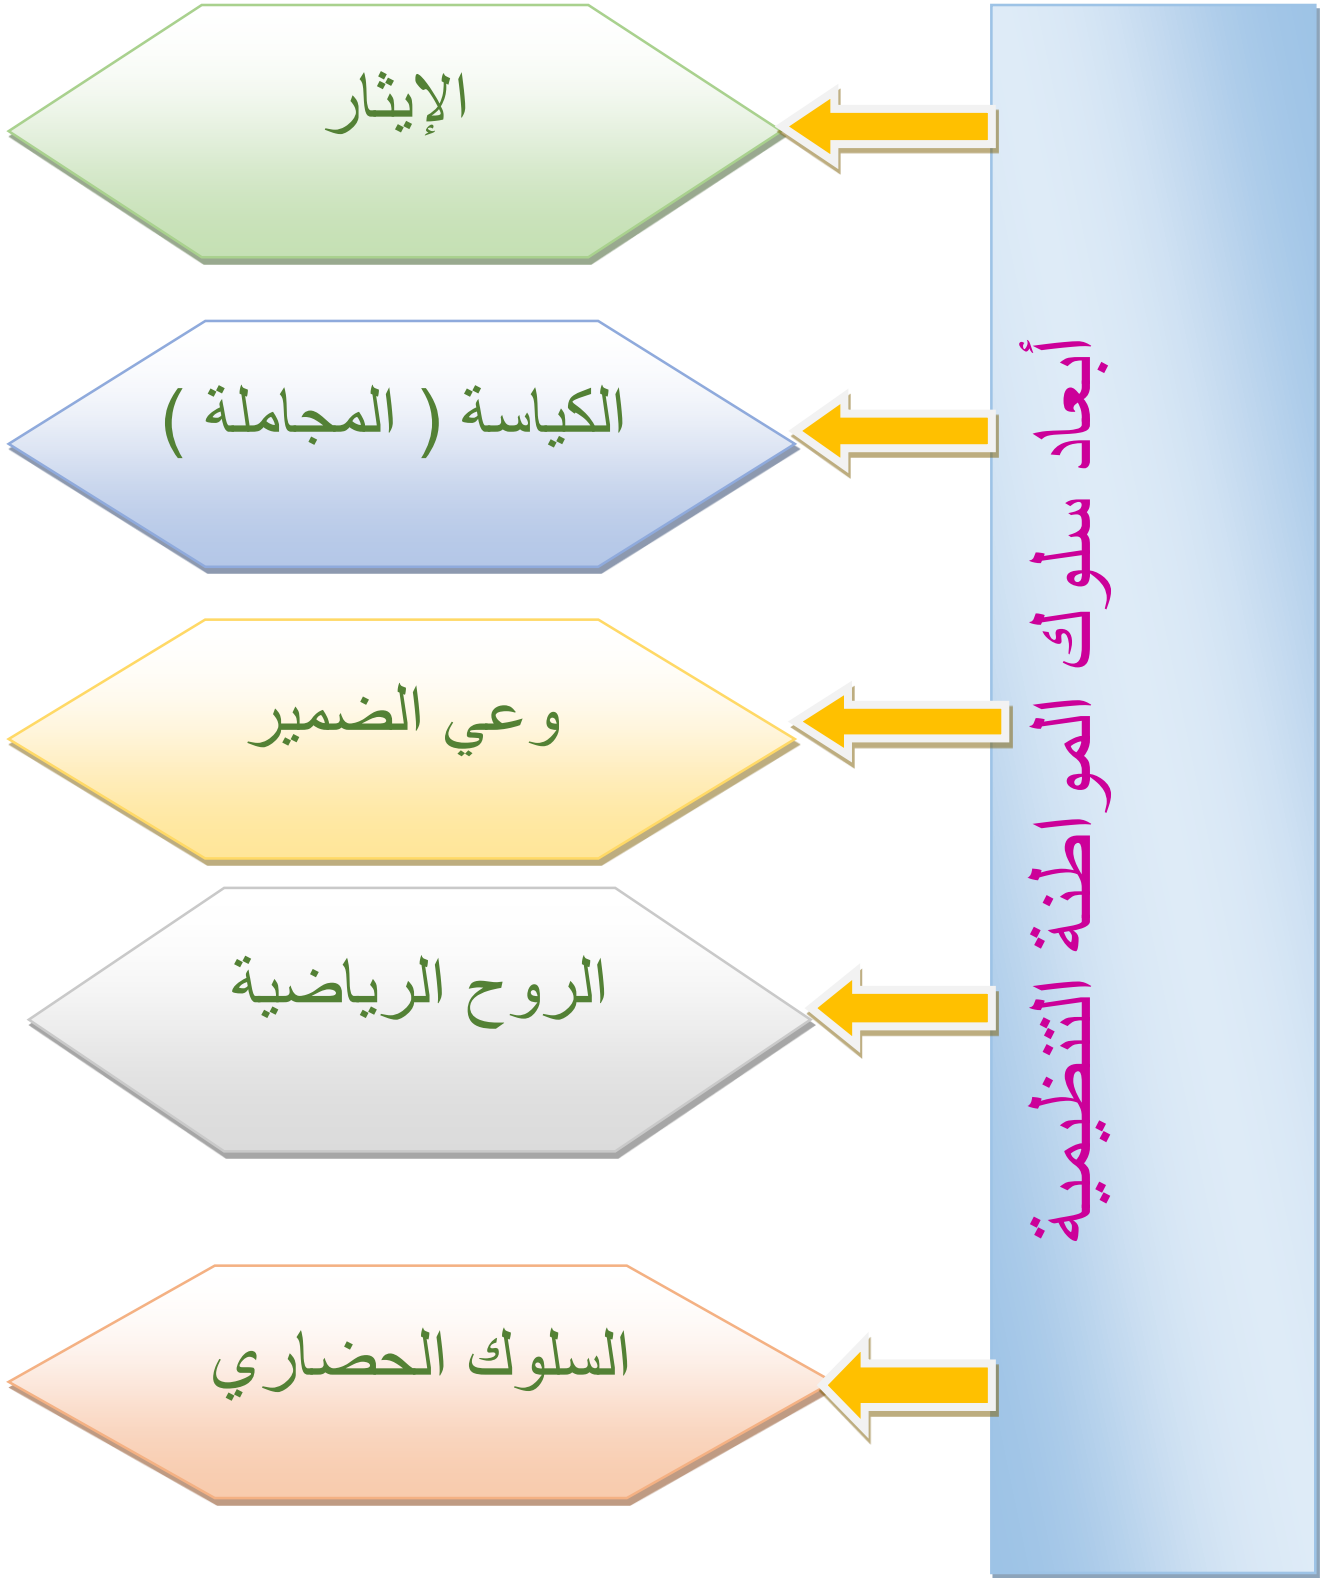 أبعاد سلوك المواطنة التنظيمية
الإيثار
الكياسة ( المجاملة )
وعي الضمير
الروح الرياضية
السلوك الحضاري